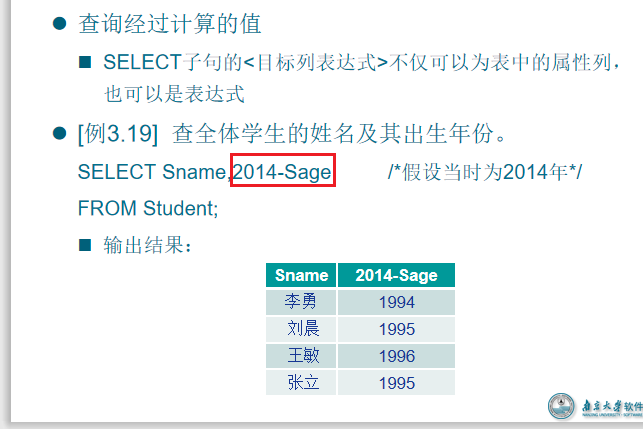 查询经过计算的值
SELECT子句的<目标列表达式>不仅可以为表中的属性列，
也可以是表达式
[例3.19] 查全体学生的姓名及其出生年份。
SELECT Sname,2014-Sage /*假设当时为2014年*/
FROM Student;
输出结果：
Sname 2014-Sage
李勇 1994
刘晨 1995
王敏 1996
张立 1995
南京大学软件